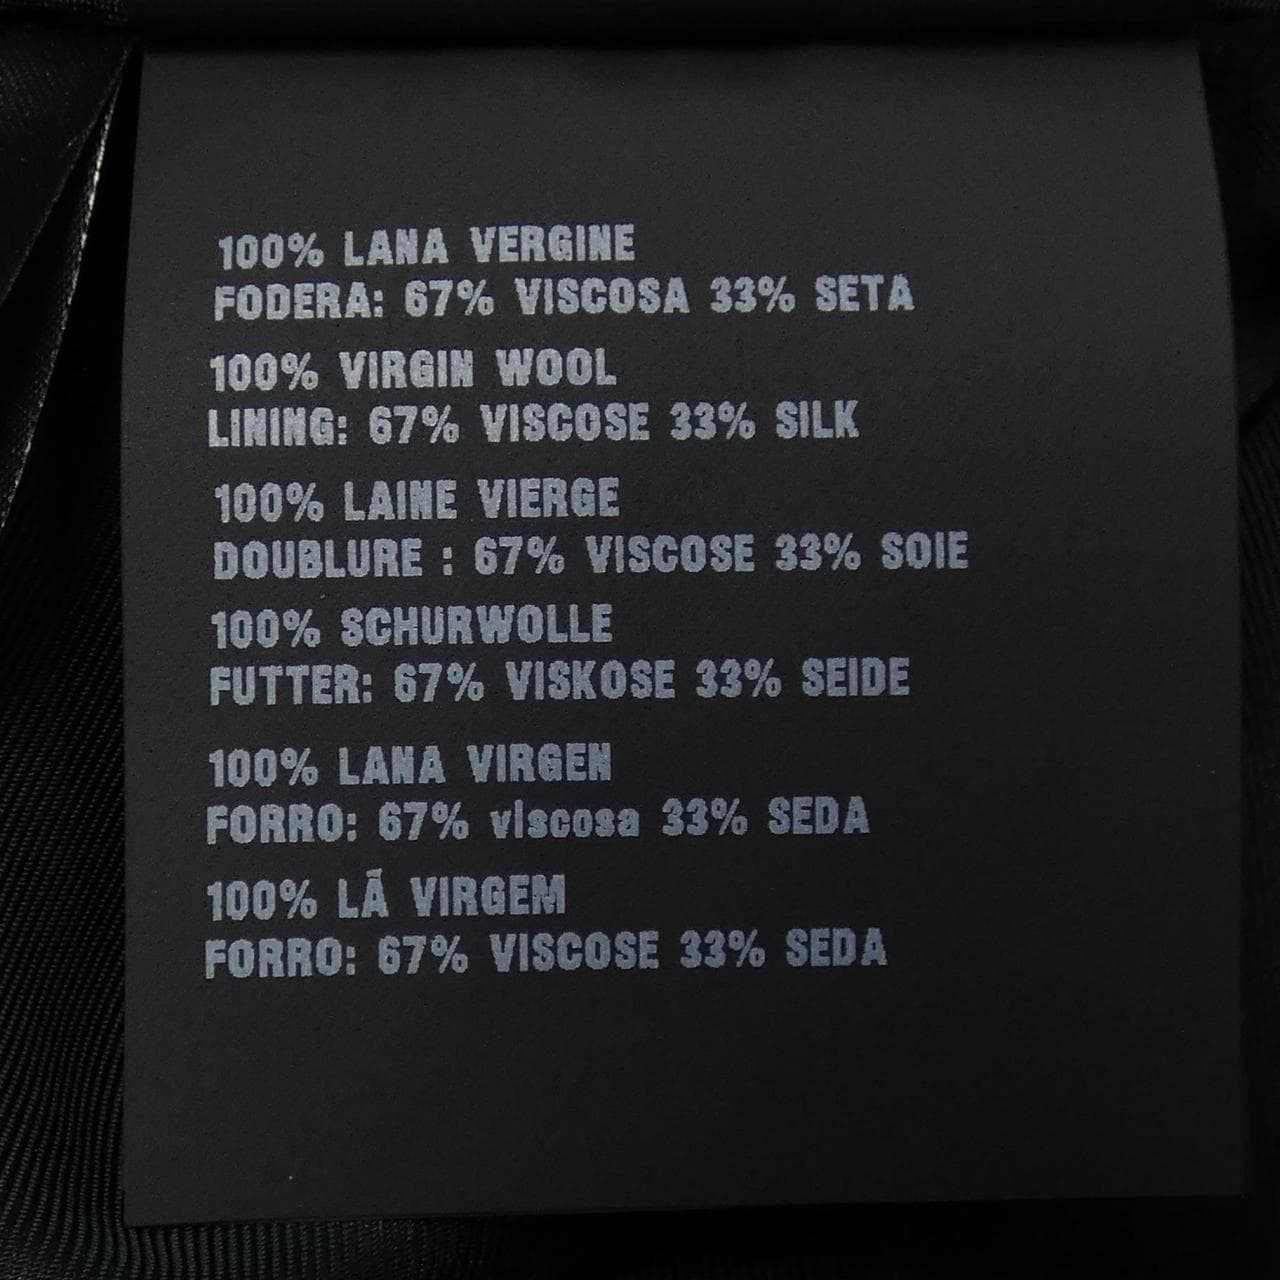 100% LANA VERGINE
FODERA: 67% VISCOSA 33% SETA
100% VIRGIN WOOL
LINING: 67% VISCOSE 33% SILK
100% LAINE VIERGE
DOUBLURE : 67% VISCOSE 33% SOIE
100% SCHURWOLLE
FUTTER: 67% VISKOSE 33% SEIDE
100% LANA VIRGEN
FORRO: 67% viscosa 33% SEDA
100% LÃ VIRGEM
FORRO: 67% VISCOSE 33% SEDA